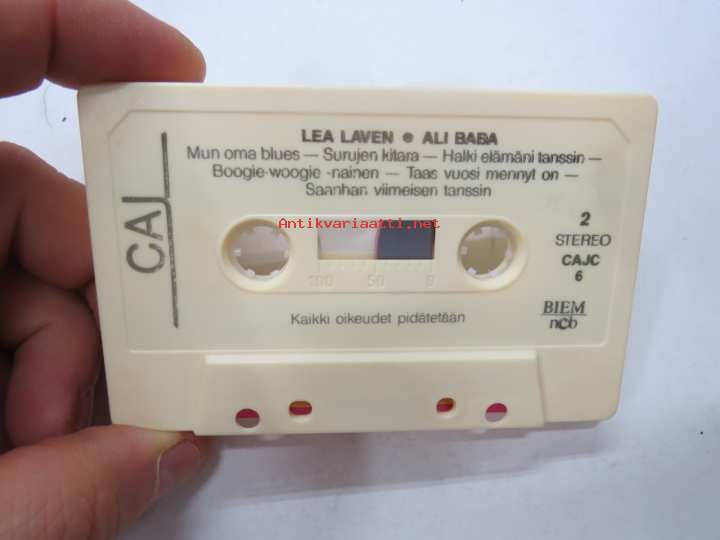 LEA LAVEN ● ALI BABA
Mun oma blues — Surujen kitara — Halki elämäni tanssin —
Boogie-woogie -nainen — Taas vuosi mennyt on —
Saanhan viimeisen tanssin
CAJ
Antikvariaatti.net
2
STEREO
CAJC
6
100 50 0
BIEM
ncb
Kaikki oikeudet pidätetään